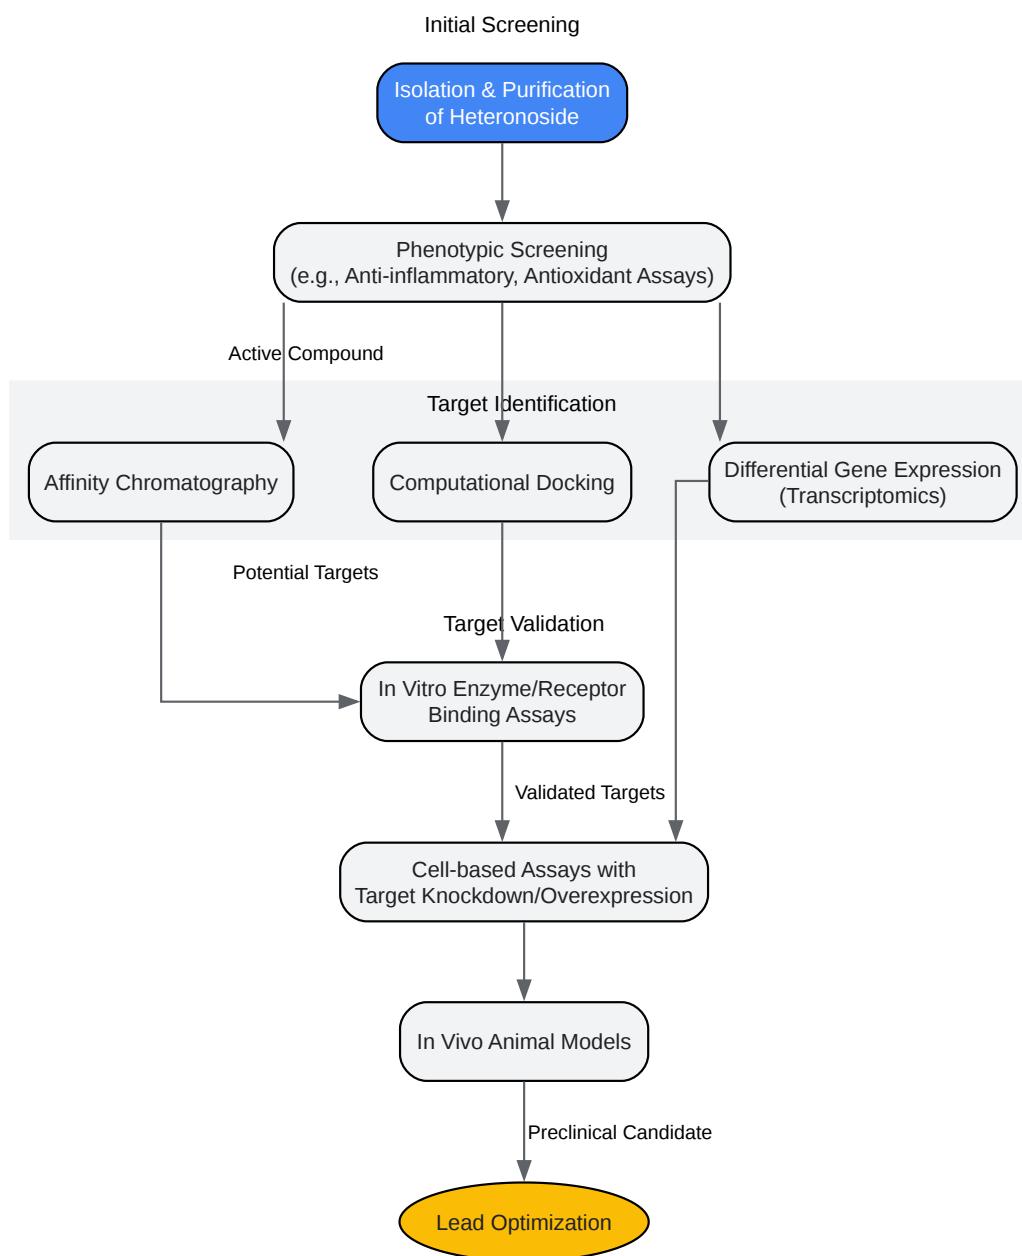 Initial Screening
Isolation & Purification
of Heteronoside
Phenotypic Screening
(e.g., Anti-inflammatory, Antioxidant Assays)
Active Compound
Target Identification
Affinity Chromatography
Computational Docking
Differential Gene Expression
(Transcriptomics)
Potential Targets
Target Validation
In Vitro Enzyme/Receptor
Binding Assays
Validated Targets
Cell-based Assays with
Target Knockdown/Overexpression
In Vivo Animal Models
Preclinical Candidate
Lead Optimization